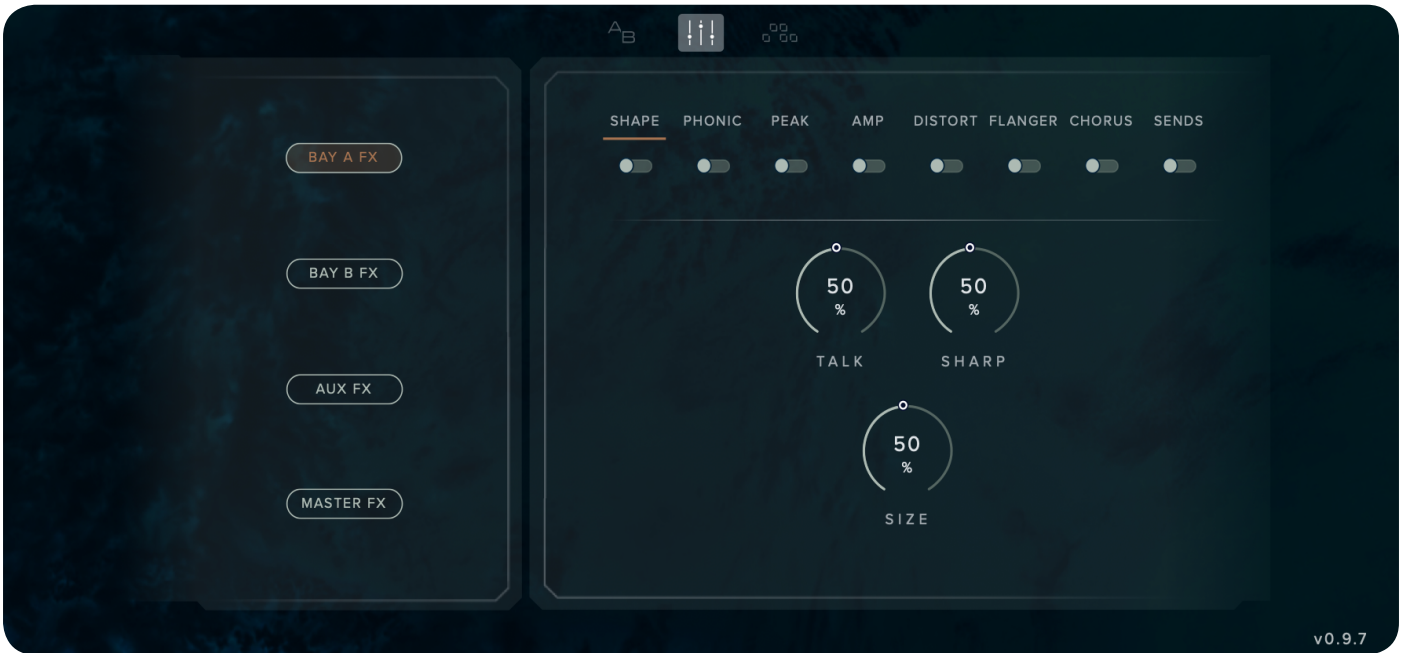 AB
SHAPE PHONIC PEAK AMP DISTORT FLANGER CHORUS SENDS
BAY A FX
BAY B FX
AUX FX
MASTER FX
50 50
% %
TALK SHARP
50
%
SIZE
v0.9.7